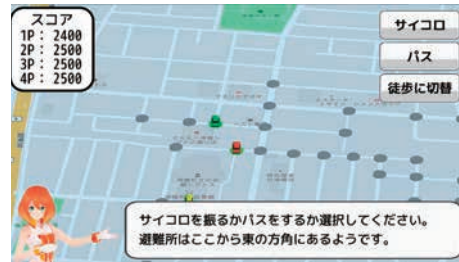 スコア
1P: 2400
2P: 2500
3P: 2500
4P: 2500
サイコロ
パス
徒歩に切替
サイコロを振るかパスをするか選択してください。
避難所はここから東の方角にあるようです。